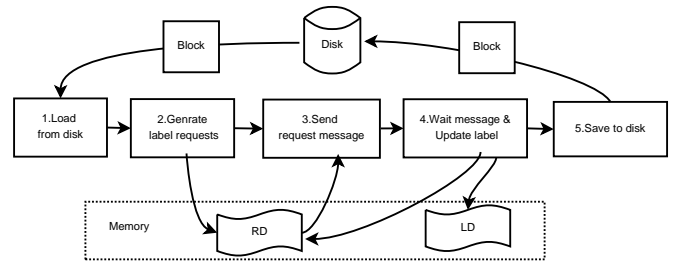 Block
Disk
Block
1.Load
from disk
2.Genrate
label requests
3.Send
request message
4.Wait message &
Update label
5.Save to disk
Memory
RD
LD